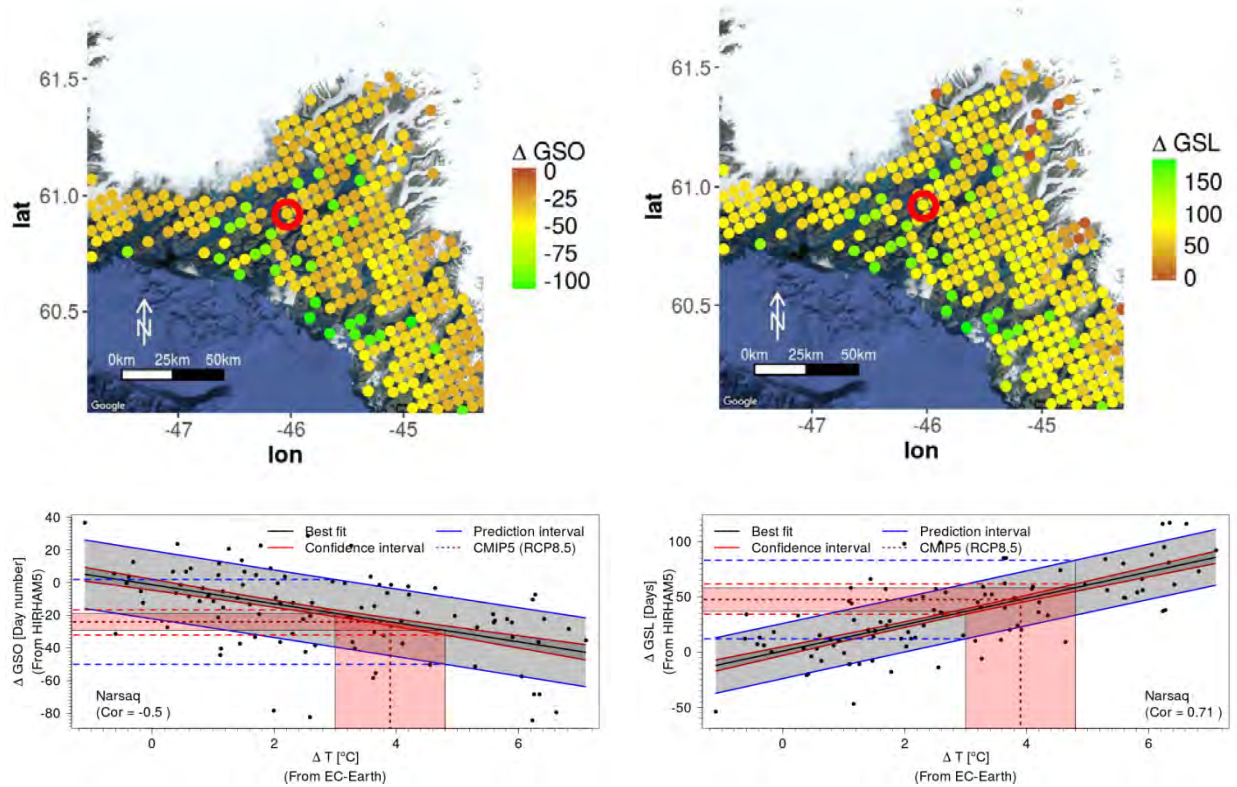 Δ GSO
0
-25
-50
-75
-100
61.5
61.0
60.5
lat
N
0km 25km 50km
Google
-47 -46 -45
lon
Δ GSL
150
100
50
0
61.5
61.0
60.5
lat
N
0km 25km 50km
Google
-47 -46 -45
lon
Best fit
Confidence interval
Prediction interval
CMIP5 (RCP8.5)
40
20
0
-20
-40
-60
-80
Δ GSO [Day number]
(From HIRHAM5)
Narsaq
(Cor = -0.5 )
0 2 4 6
Δ T [°C]
(From EC-Earth)
Best fit
Confidence interval
Prediction interval
CMIP5 (RCP8.5)
100
50
0
-50
Δ GSL [Days]
(From HIRHAM5)
Narsaq
(Cor = 0.71 )
0 2 4 6
Δ T [°C]
(From EC-Earth)